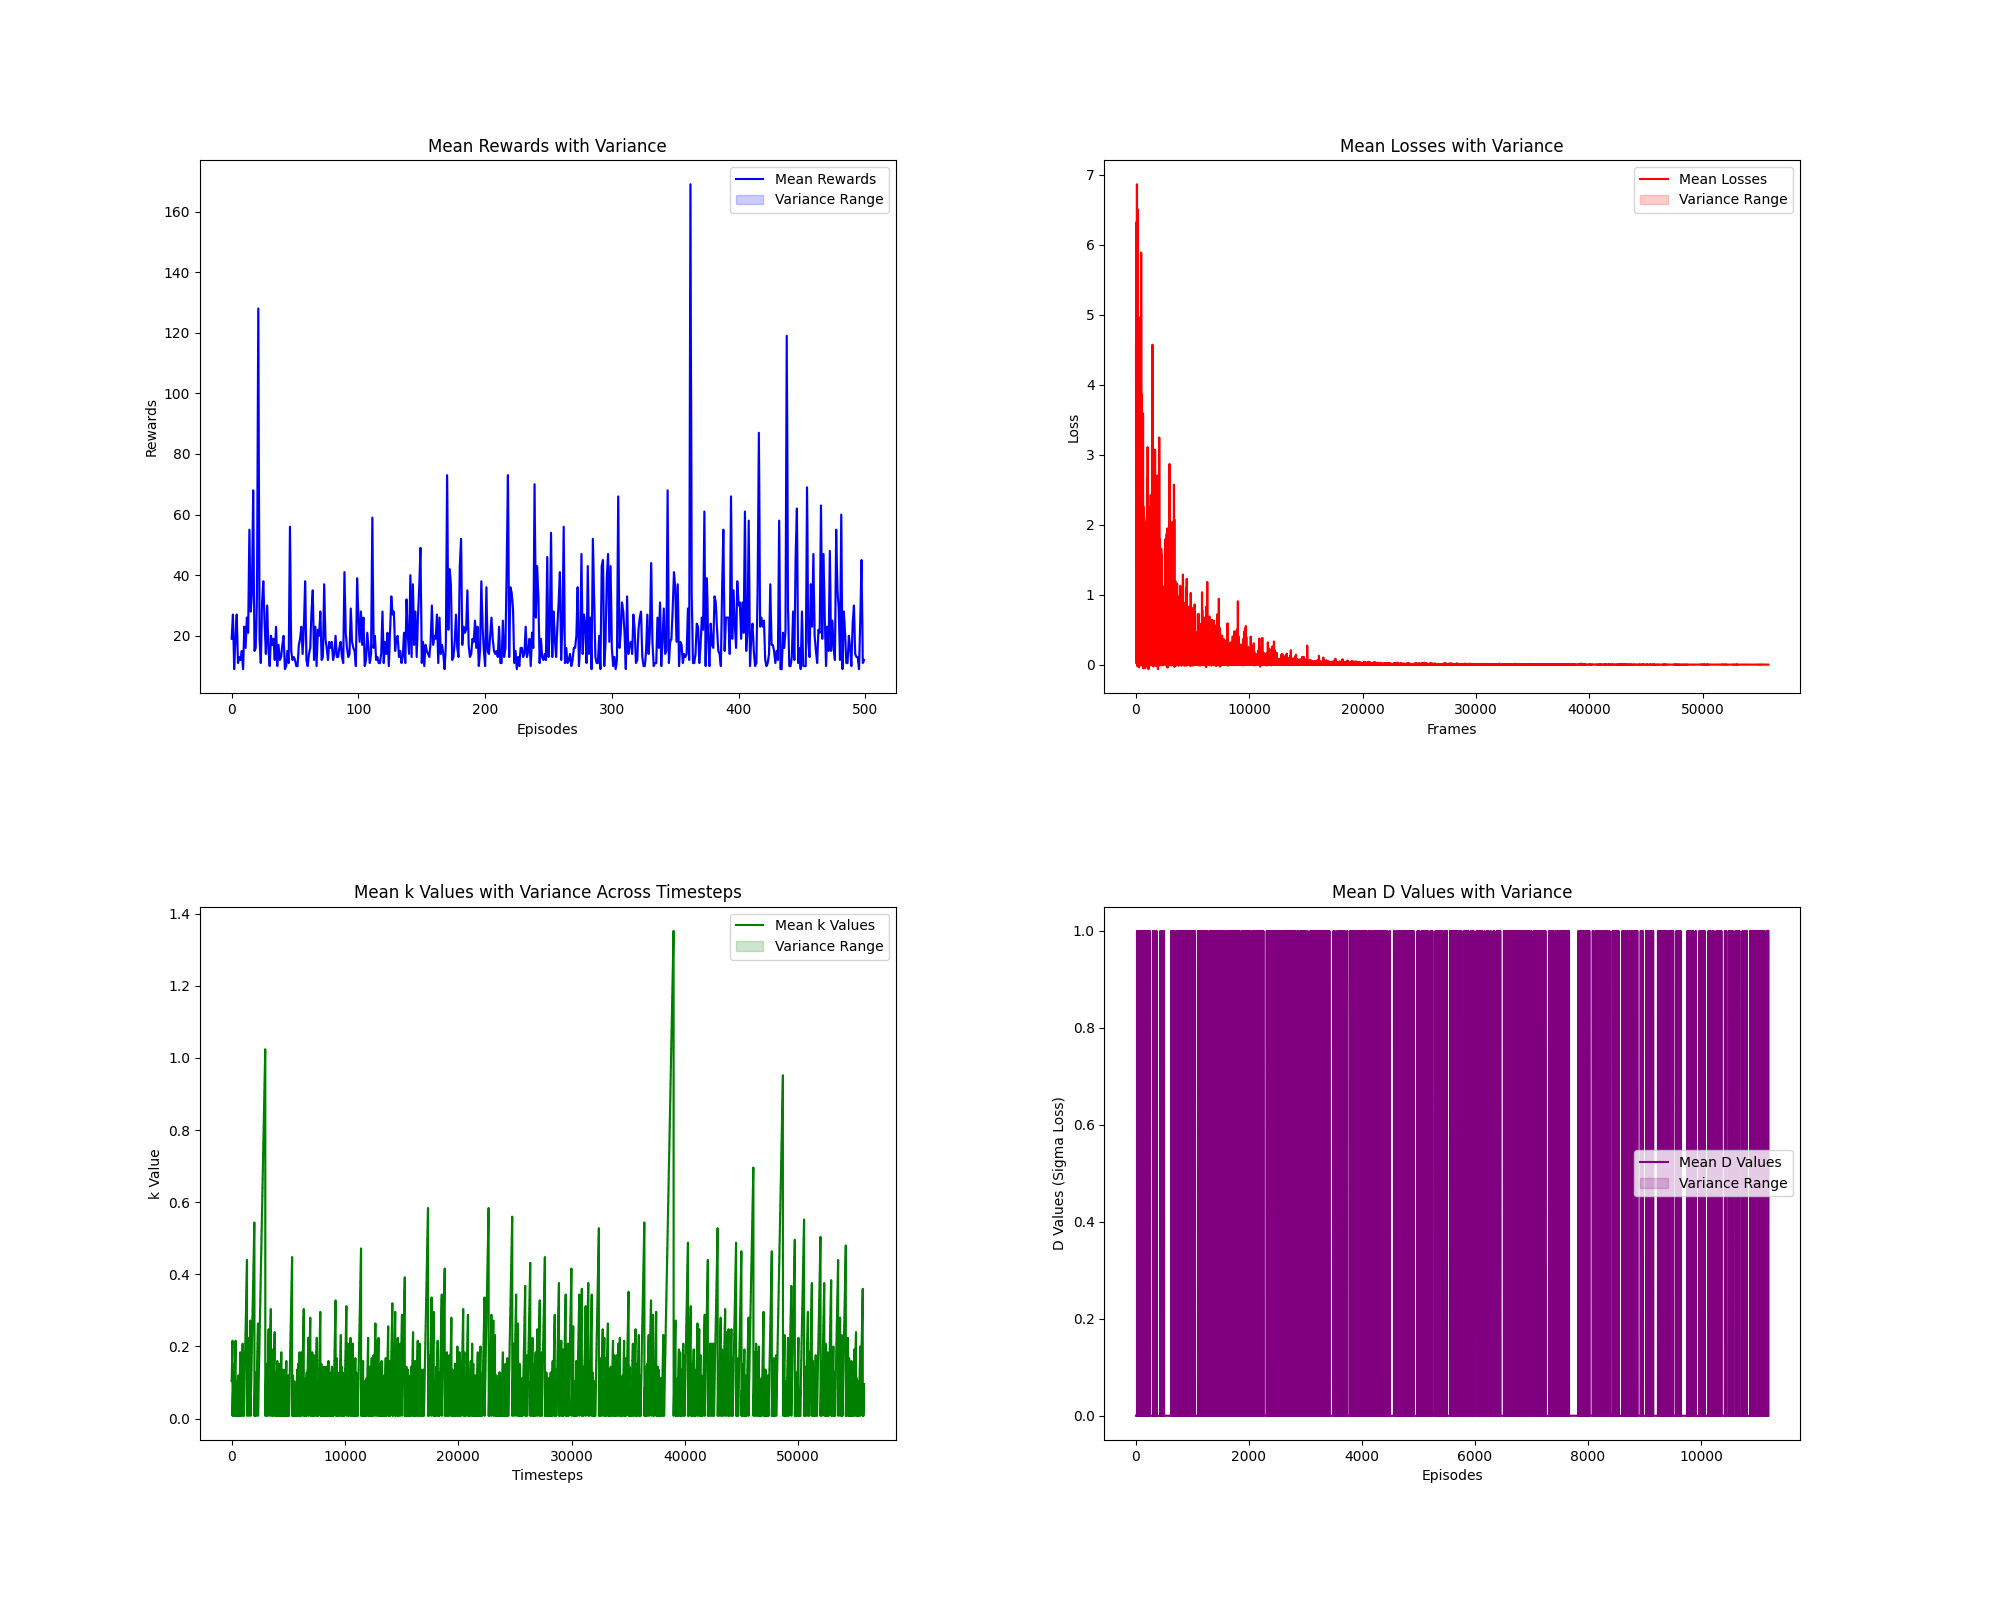 Mean Rewards with Variance
Mean Rewards
Variance Range
160
140
120
100
80
60
40
20
Rewards
0
100
200
300
400
500
Episodes
Mean Losses with Variance
Mean Losses
Variance Range
7
6
5
4
3
2
1
0
Loss
0
10000
20000
30000
40000
50000
Frames
Mean k Values with Variance Across Timesteps
Mean k Values
Variance Range
1.4
1.2
1.0
0.8
0.6
0.4
0.2
0.0
k Value
0
10000
20000
30000
40000
50000
Timesteps
Mean D Values with Variance
Mean D Values
Variance Range
1.0
0.8
0.6
0.4
0.2
0.0
D Values (Sigma Loss)
0
2000
4000
6000
8000
10000
Episodes